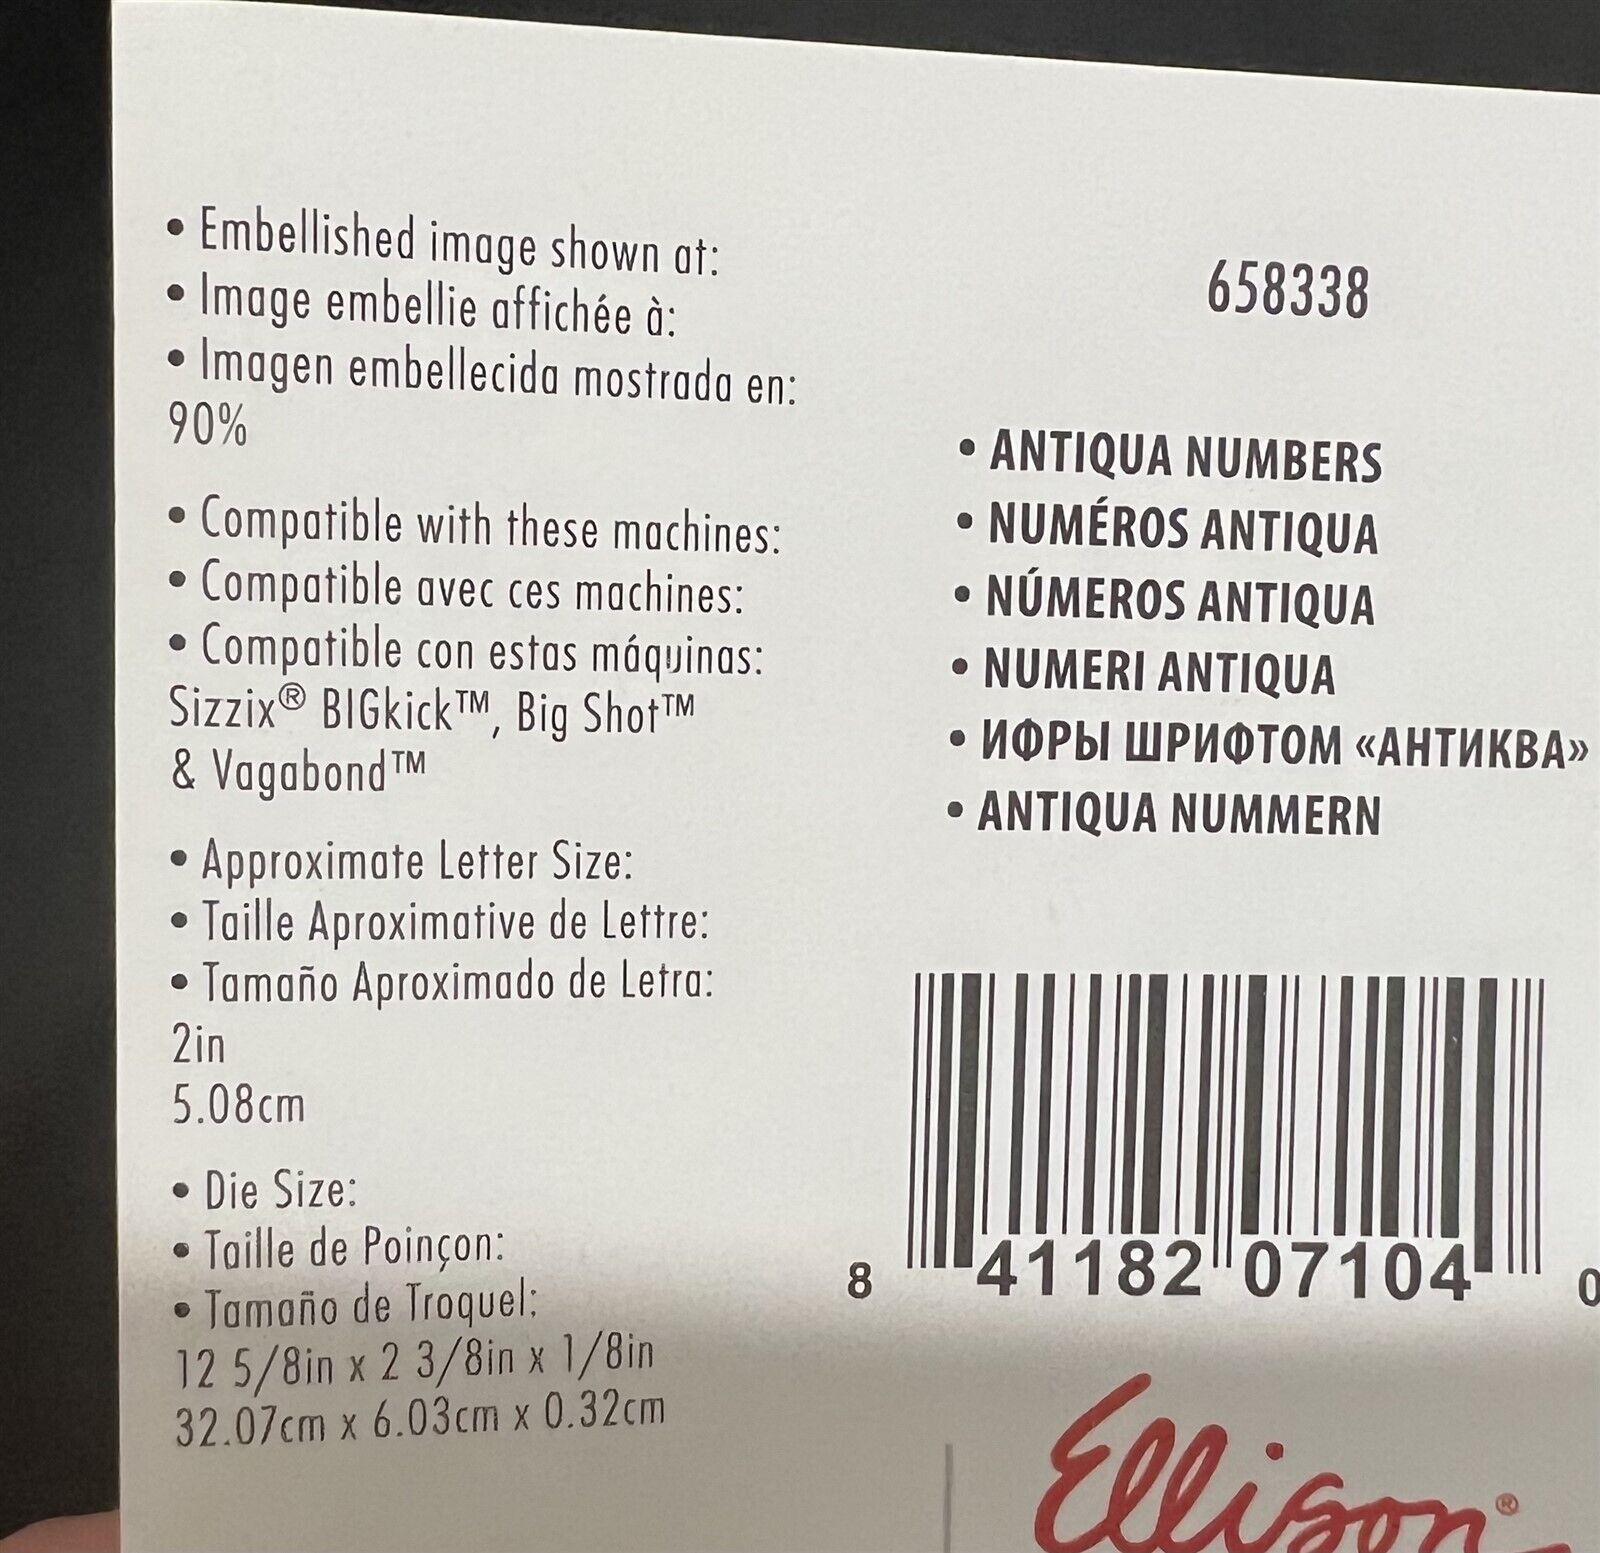 • Embellished image shown at:
• Image embellie affichée à:
• Imagen embellecida mostrada en:
90%
• Compatible with these machines:
• Compatible avec ces machines:
• Compatible con estas máquinas:
Sizzix® BIGkick™, Big Shot™
& Vagabond™
• Approximate Letter Size:
• Taille Aproximative de Lettre:
• Tamaño Aproximado de Letra:
2in
5.08cm
• Die Size:
• Taille de Poinçon:
• Tamaño de Troquel:
12 5/8in x 2 3/8in x 1/8in
32.07cm x 6.03cm x 0.32cm
658338
• ANTIQUA NUMBERS
• NUMÉROS ANTIQUA
• NÚMEROS ANTIQUA
• NUMERI ANTIQUA
• ИФРЫ ШРИФТОМ «АНТИКВА»
• ANTIQUA NUMMERN
8 41182 07104 0
Ellison®